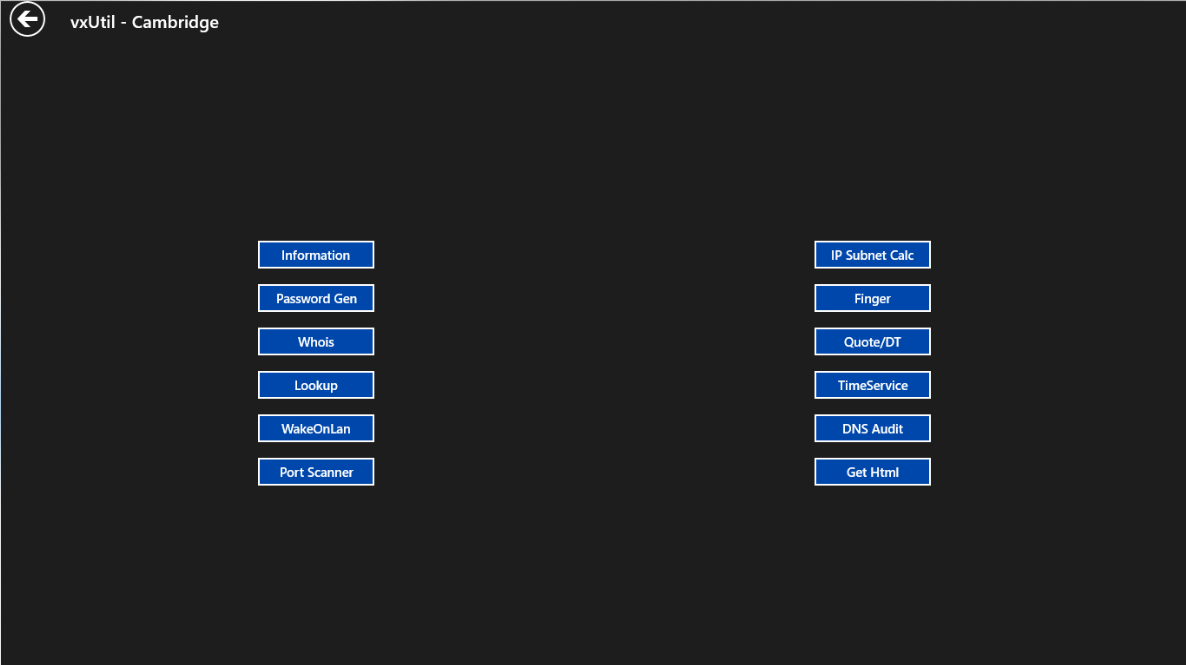 vxUtil - Cambridge
Information
Password Gen
Whois
Lookup
WakeOnLan
Port Scanner
IP Subnet Calc
Finger
Quote/DT
TimeService
DNS Audit
Get Html